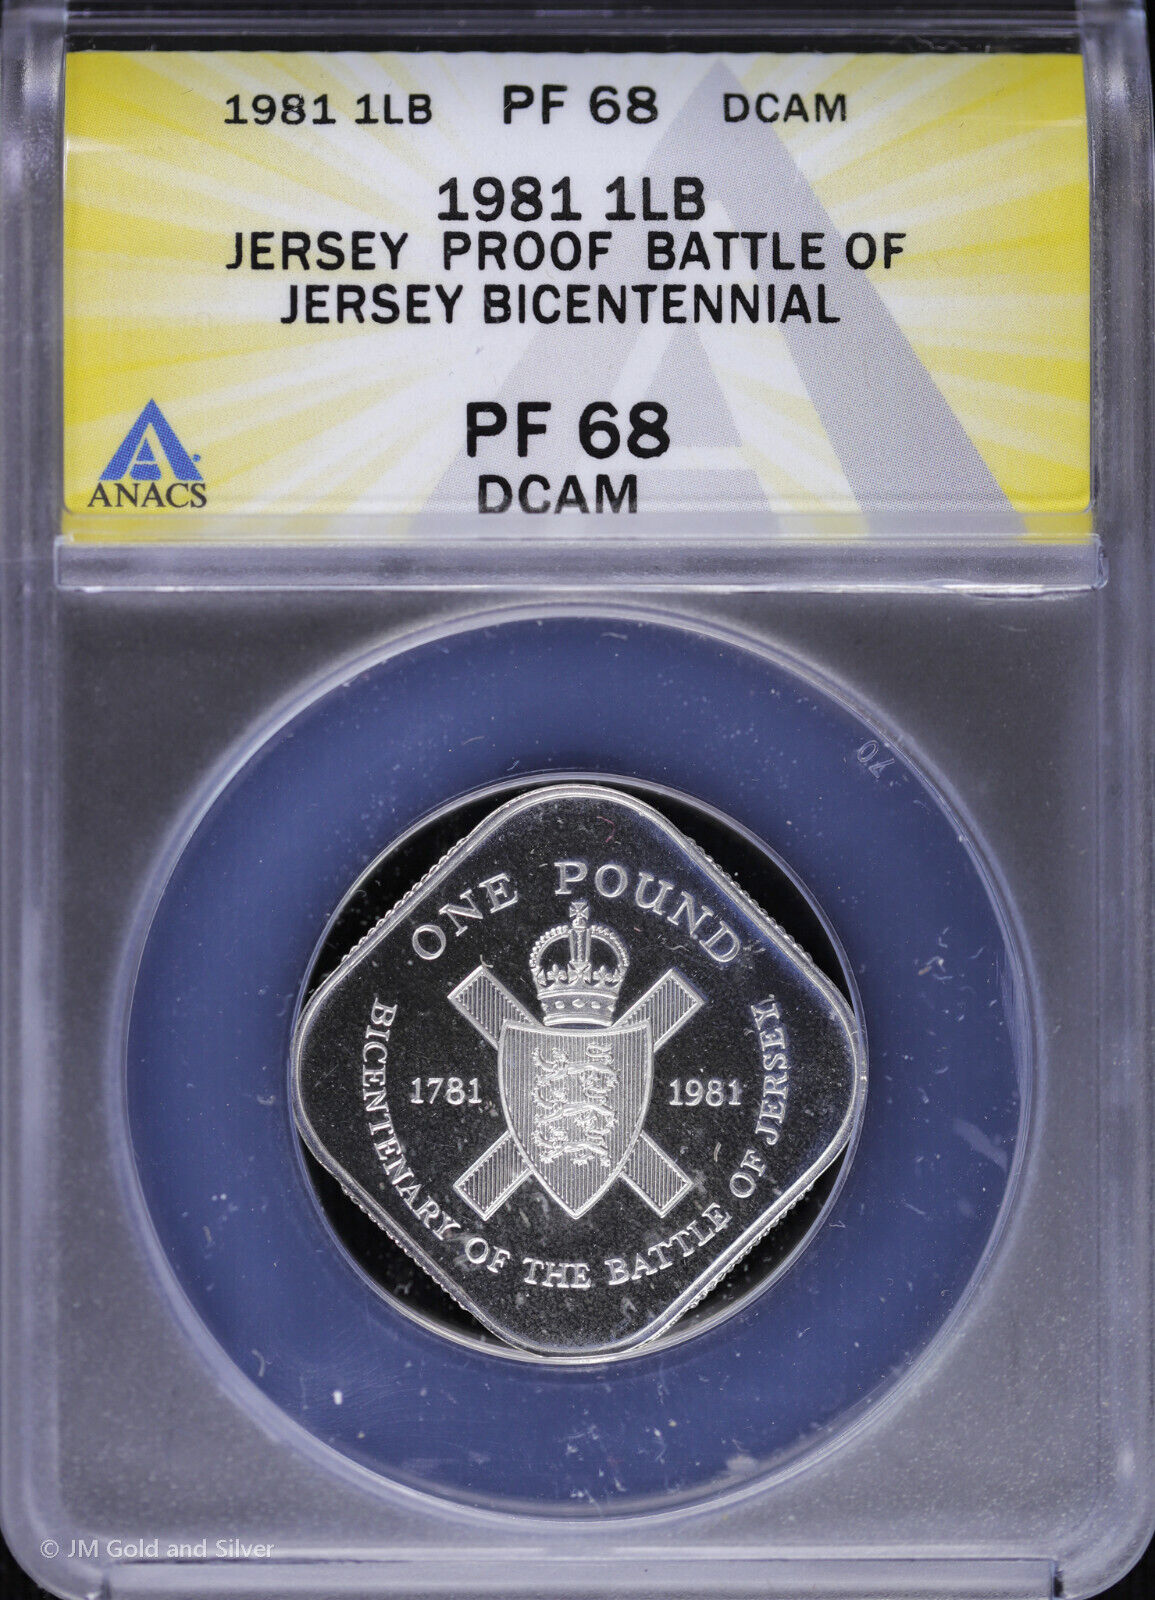 1981 1LB PF 68 DCAM
1981 1LB
JERSEY PROOF BATTLE OF
JERSEY BICENTENNIAL
PF 68
DCAM
ANACS
70
ONE POUND
1781 1981
BICENTENARY OF THE BATTLE OF JERSEY
© JM Gold and Silver